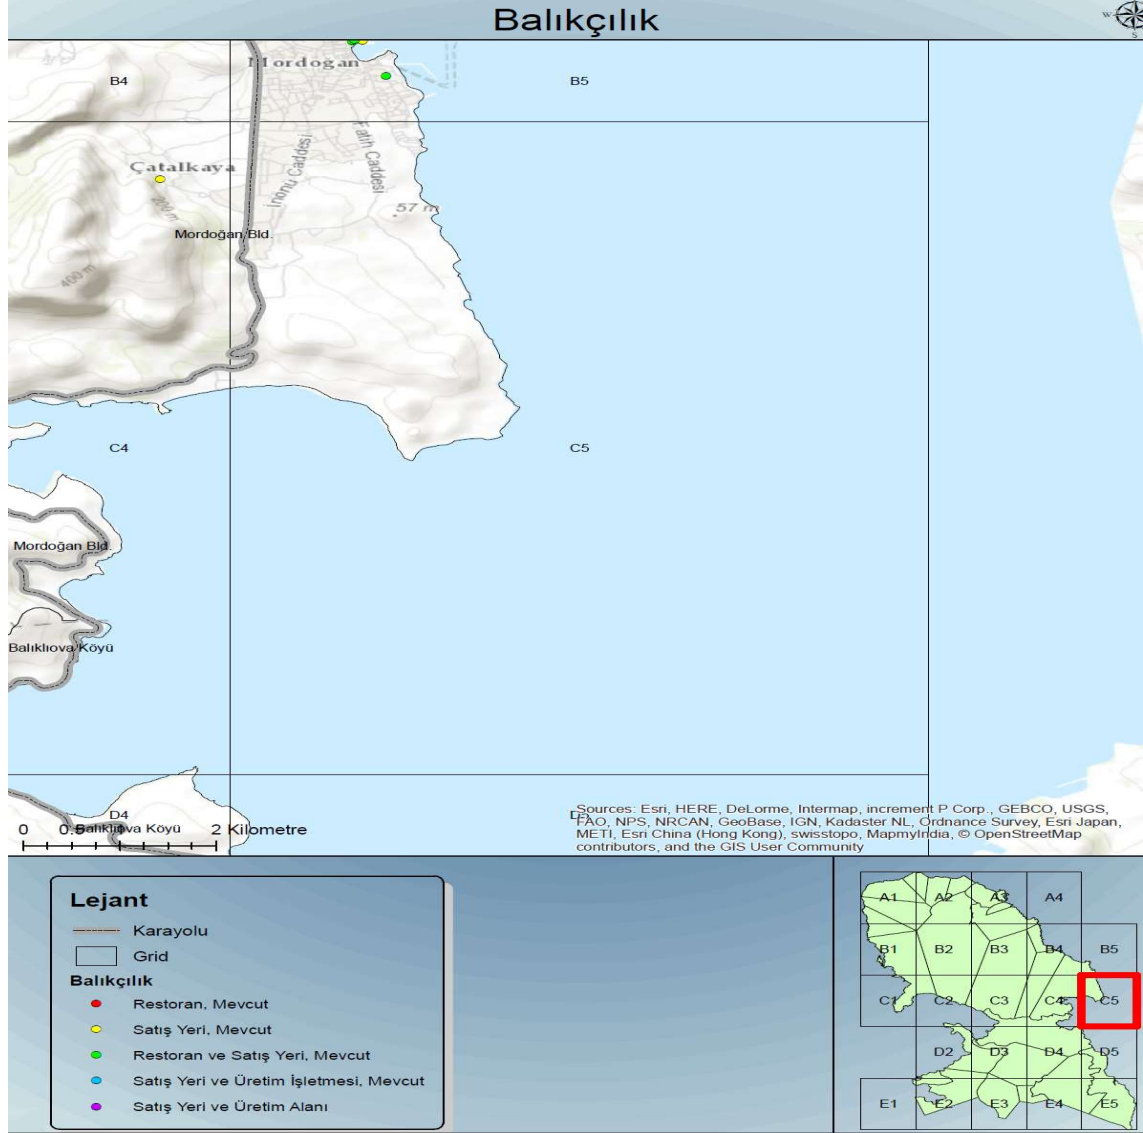 Balıkçılık
W
S
B4
Mordogan
B5
Çatalkaya
İnonu Caddesi
Fatih Caddesi
200 m
57 m
Mordoğan Bld.
400 m
C4
C5
Mordoğan Bld.
Balıklıova Köyü
D4
0 0.5 Balıklıova Köyü 2 Kilometre
Sources: Esri, HERE, DeLorme, Intermap, increment P Corp., GEBCO, USGS,
FAO, NPS, NRCAN, GeoBase, IGN, Kadaster NL, Ordnance Survey, Esri Japan,
METI, Esri China (Hong Kong), swisstopo, MapmyIndia, © OpenStreetMap
contributors, and the GIS User Community
Lejant
Karayolu
Grid
Balıkçılık
Restoran, Mevcut
Satış Yeri, Mevcut
Restoran ve Satış Yeri, Mevcut
Satış Yeri ve Üretim İşletmesi, Mevcut
Satış Yeri ve Üretim Alanı
A1 A2 A3 A4
B1 B2 B3 B4 B5
C1 C2 C3 C4 C5
D2 D3 D4 D5
E1 E2 E3 E4 E5